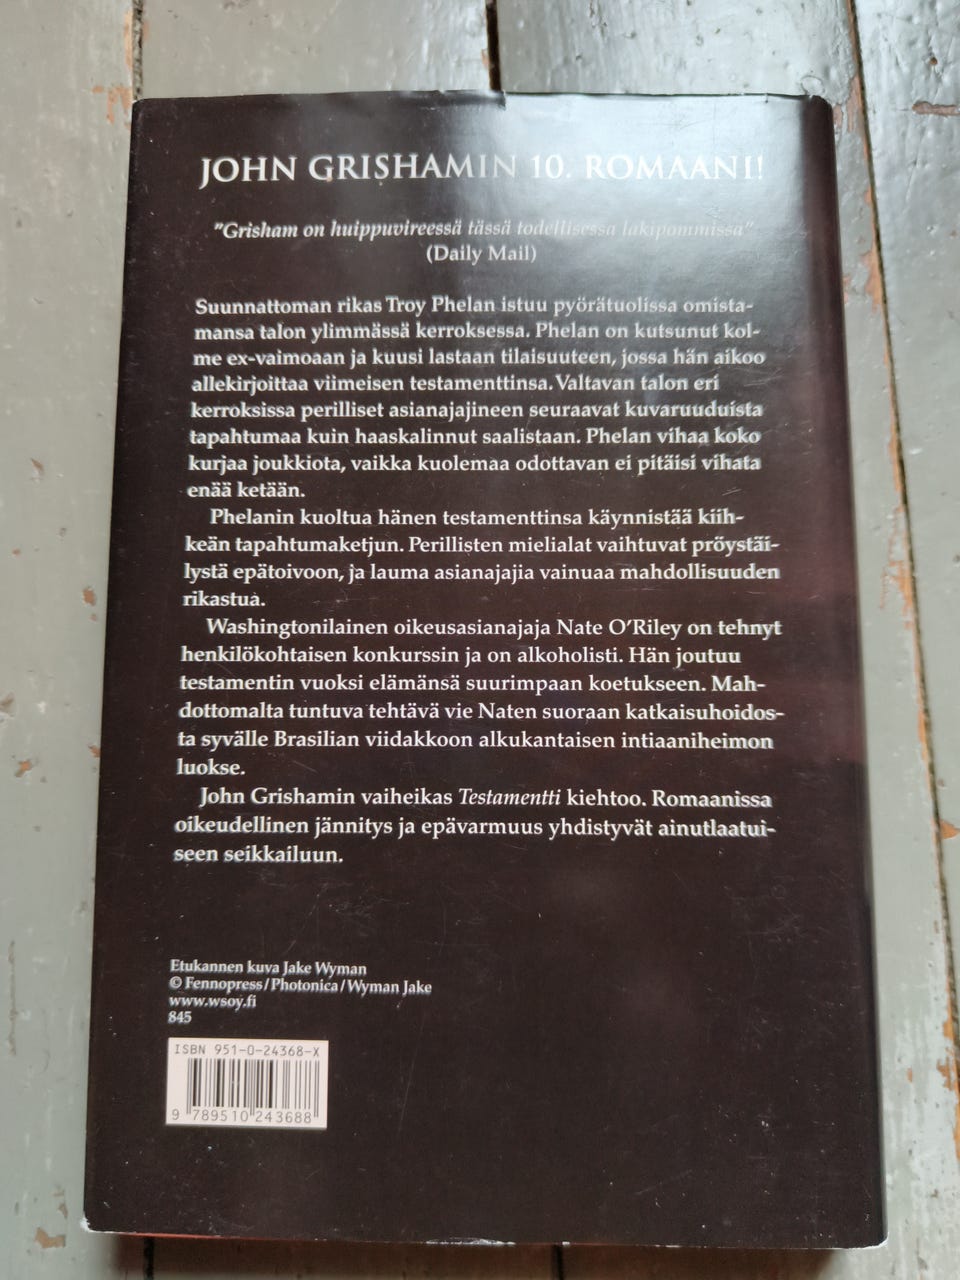 JOHN GRISHAMIN 10. ROMAANI!
"Grisham on huippuvireessä tässä todellisessa lakipommissa"
(Daily Mail)
Suunnattoman rikas Troy Phelan istuu pyörätuolissa omista-
mansa talon ylimmässä kerroksessa. Phelan on kutsunut kol-
me ex-vaimoaan ja kuusi lastaan tilaisuuteen, jossa hän aikoo
allekirjoittaa viimeisen testamenttinsa. Valtavan talon eri
kerroksissa perilliset asianajajineen seuraavat kuvaruuduista
tapahtumaa kuin haaskalinnut saalistaan. Phelan vihaa koko
kurjaa joukkiota, vaikka kuolemaa odottavan ei pitäisi vihata
enää ketään.
Phelanin kuoltua hänen testamenttinsa käynnistää kiih-
keän tapahtumaketjun. Perillisten mielialat vaihtuvat pröystäi-
lystä epätoivoon, ja lauma asianajajia vainuaa mahdollisuuden
rikastua.
Washingtonilainen oikeusasianajaja Nate O'Riley on tehnyt
henkilökohtaisen konkurssin ja on alkoholisti. Hän joutuu
testamentin vuoksi elämänsä suurimpaan koetukseen. Mah-
dottomalta tuntuva tehtävä vie Naten suoraan katkaisuhoidos-
ta syvälle Brasilian viidakkoon alkukantaisen intiaaniheimon
luokse.
John Grishamin vaiheikas Testamentti kiehtoo. Romaanissa
oikeudellinen jännitys ja epävarmuus yhdistyvät ainutlaatui-
seen seikkailuun.
Etukannen kuva Jake Wyman
© Fennopress/Photonica/Wyman Jake
www.wsoy.fi
845
ISBN 951-0-24368-X
9 789510 243688